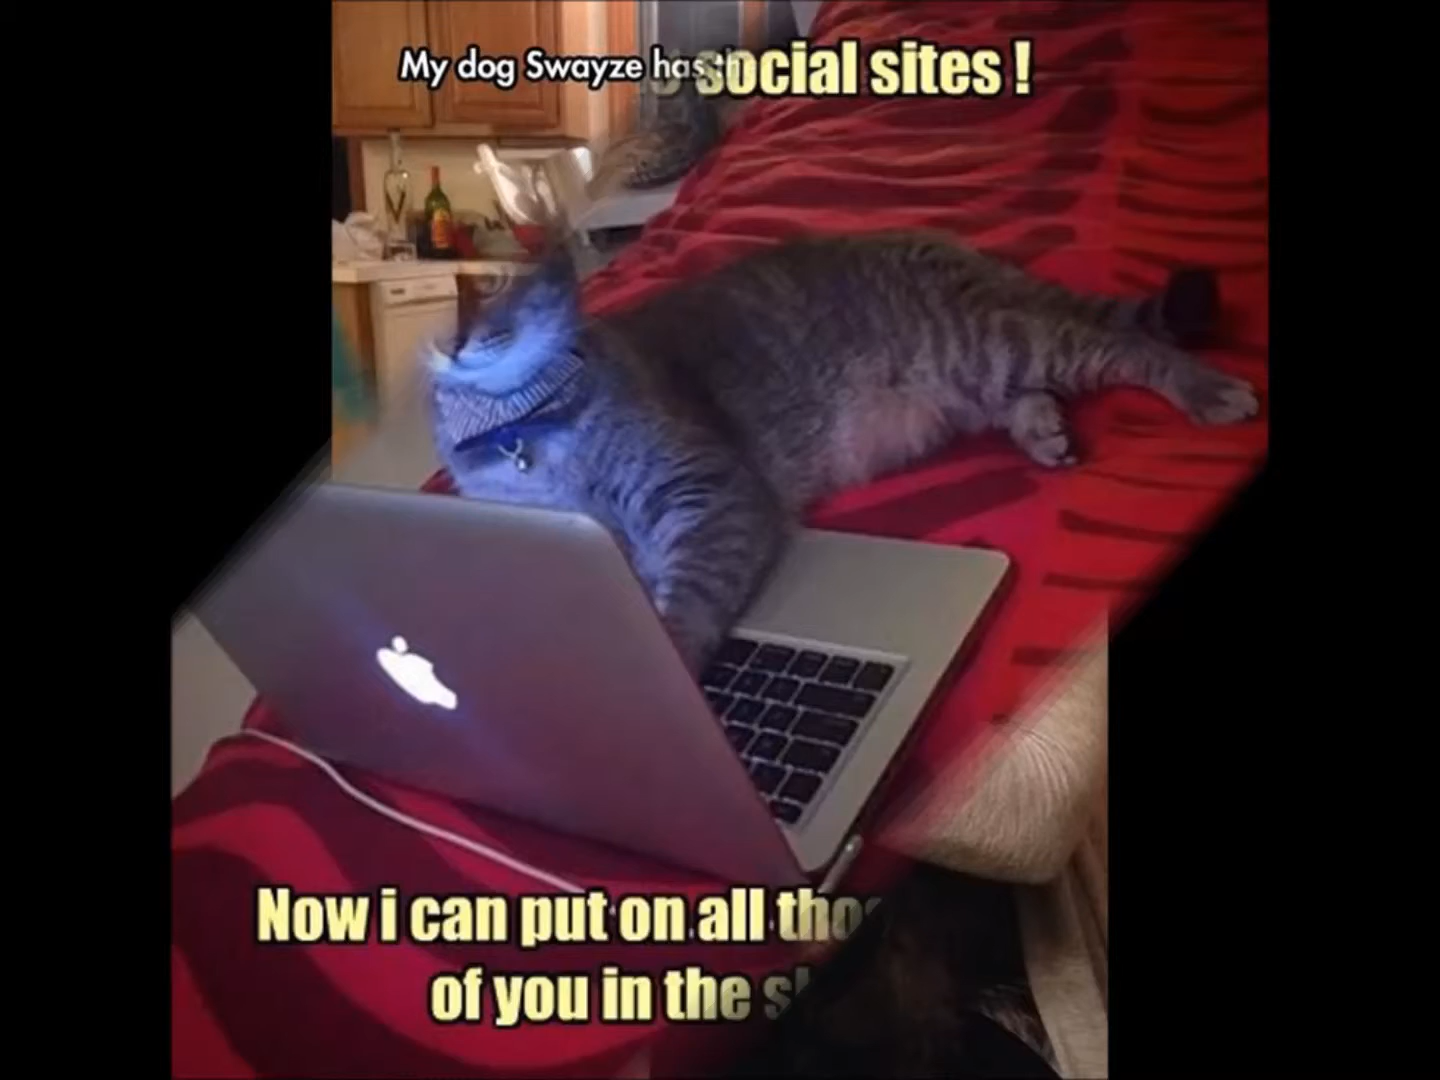 My dog Swayze has
social sites !
Now i can put on all
of you in the